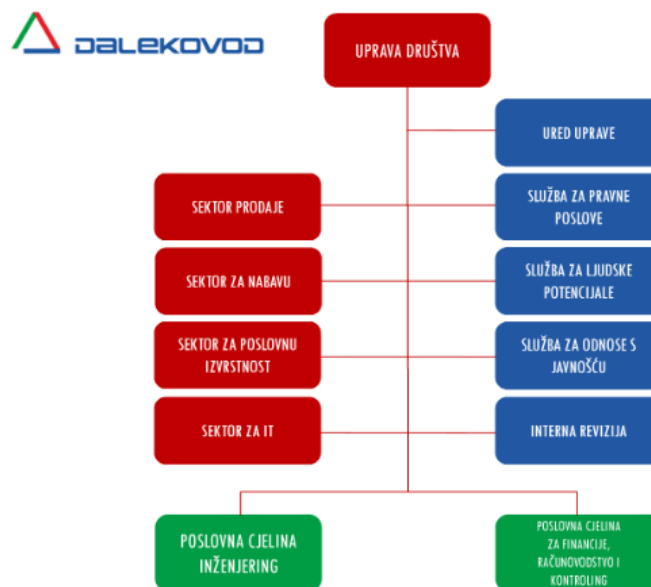 DALEKOVOD
UPRAVA DRUŠTVA
URED UPRAVE
SEKTOR PRODAJE
SLUŽBA ZA PRAVNE
POSLOVE
SEKTOR ZA NABAVU
SLUŽBA ZA LJUDSKE
POTENCIJALE
SEKTOR ZA POSLOVNU
IZVRSTNOST
SLUŽBA ZA ODNOSE S
JAVNOŠĆU
SEKTOR ZA IT
INTERNA REVIZIJA
POSLOVNA CJELINA
INŽENJERING
POSLOVNA CJELINA
ZA FINANCIJE,
RAČUNOVODSTVO I
KONTROLING